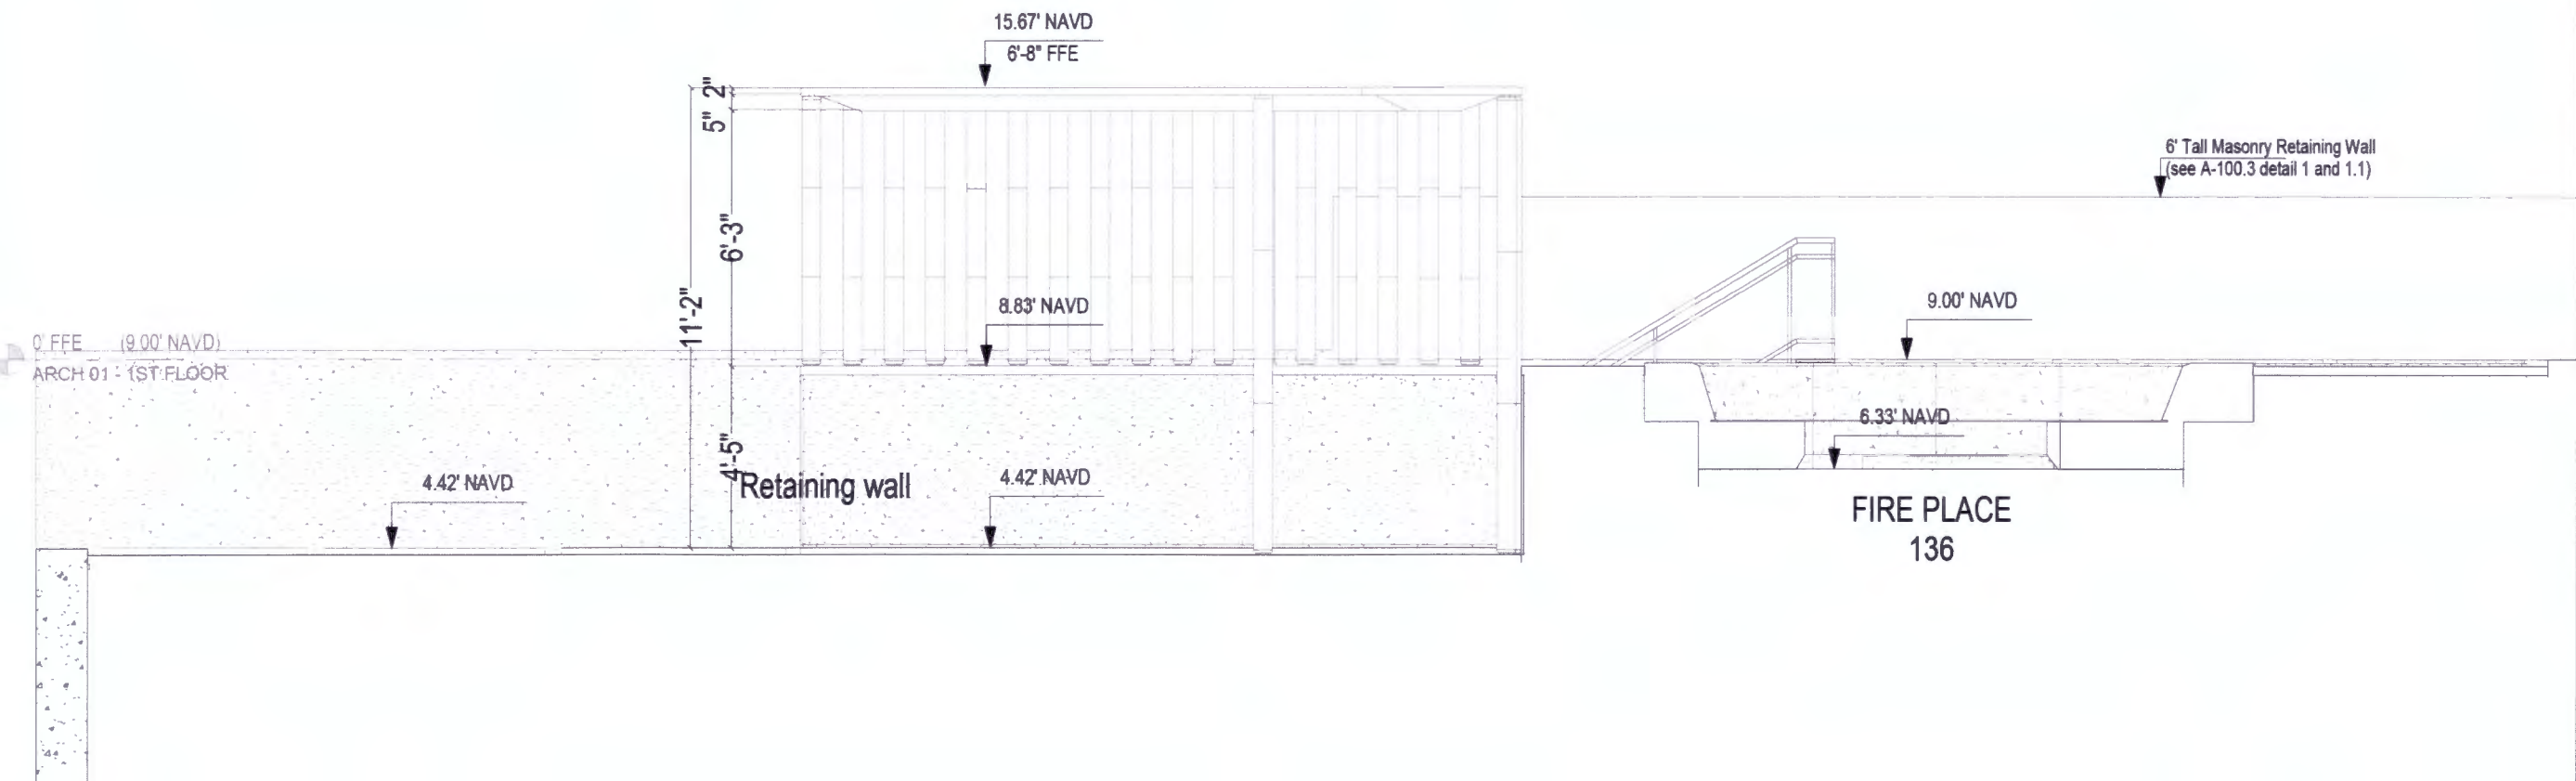 15.67' NAVD
6'-8" FFE
2"
5"
6'-3"
11'-2"
4'-5"
6' Tall Masonry Retaining Wall
(see A-100.3 detail 1 and 1.1)
8.83' NAVD
9.00' NAVD
0' FFE (9.00' NAVD)
ARCH 01 - 1ST FLOOR
6.33' NAVD
4.42' NAVD
Retaining wall
4.42' NAVD
FIRE PLACE
136